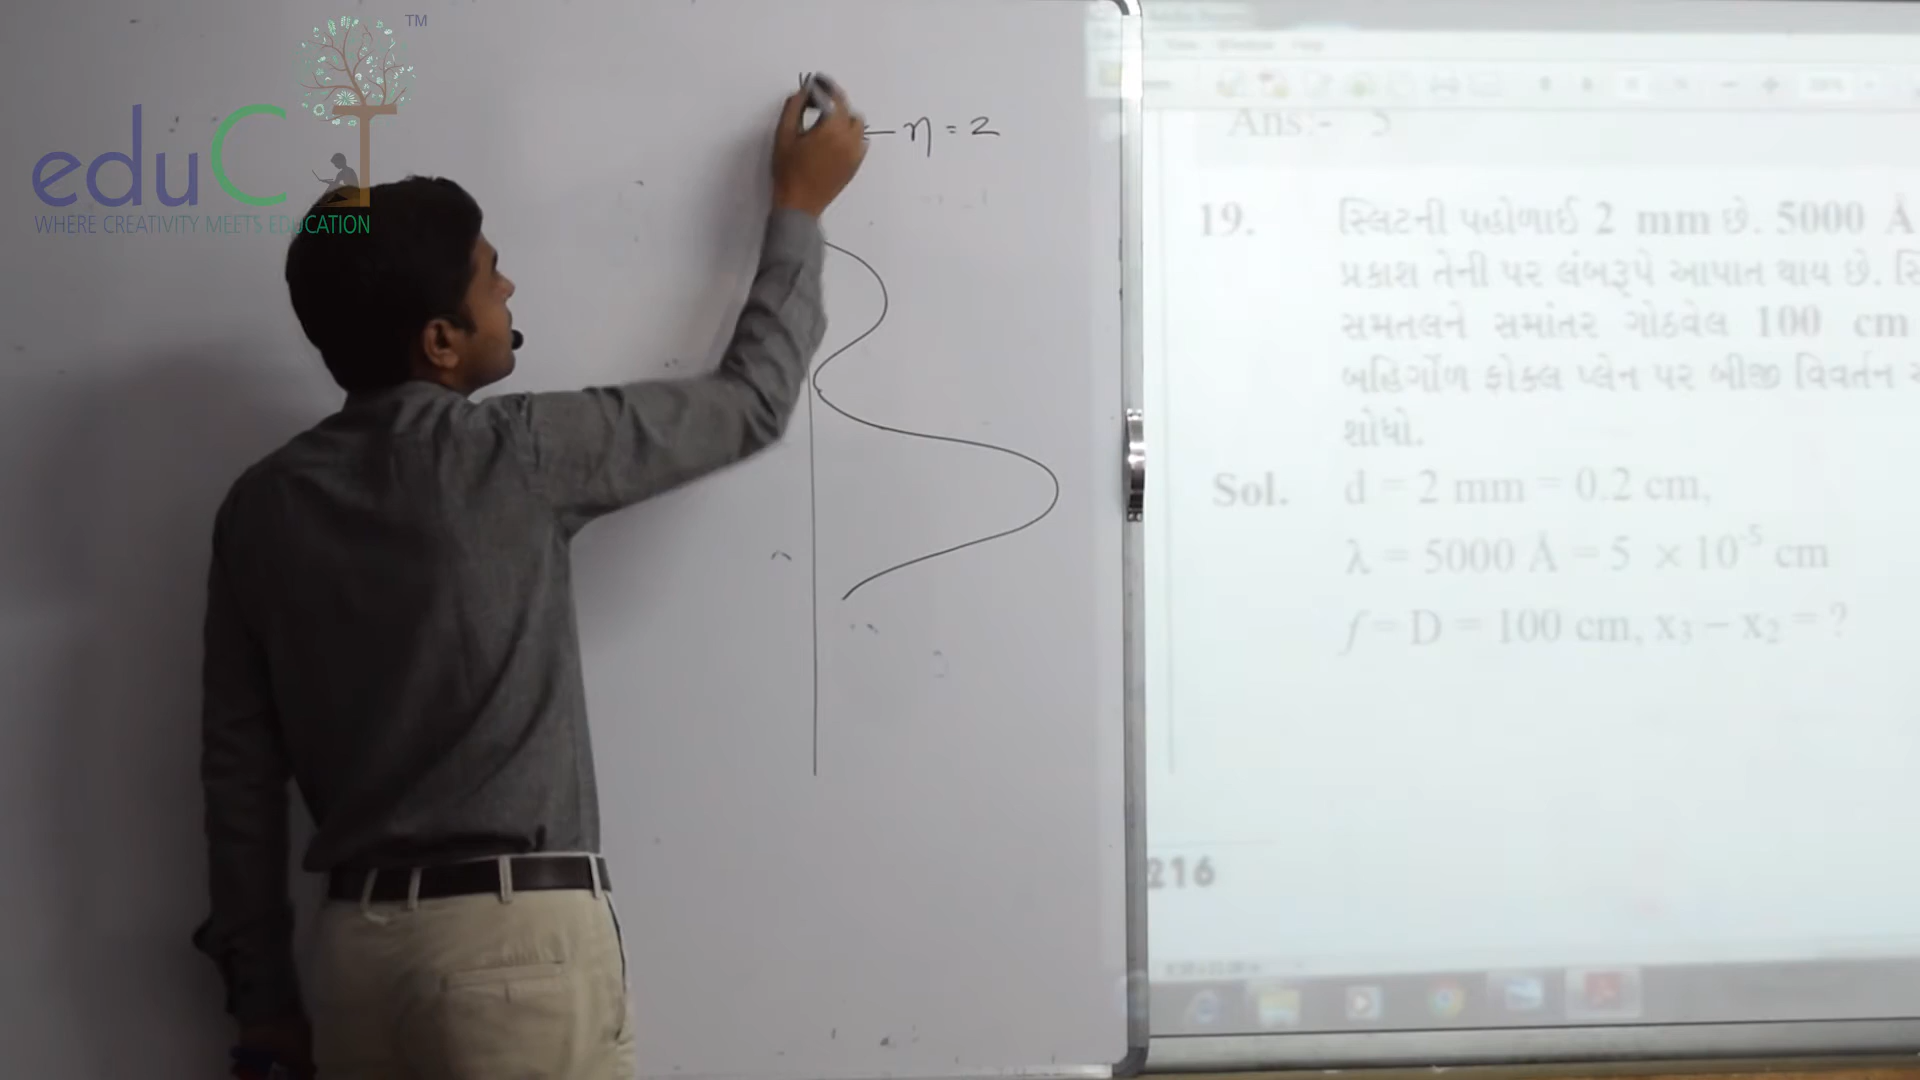 eduCT TM
WHERE CREATIVITY MEETS EDUCATION
η = 2
Ans:- 5
19. સ્લિટની પહોળાઈ 2 mm છે. 5000 Å
પ્રકાશ તેની પર લંબરૂપે આપાત થાય છે.
સમતલને સમાંતર ગોઠવેલ 100 cm
બહિર્ગોળ ફોકલ પ્લેન પર બીજી વિવર્તન
શોધો.
Sol. d = 2 mm = 0.2 cm,
λ = 5000 Å = 5 × 10⁻⁵ cm
f = D = 100 cm, x₃ − x₂ = ?
216